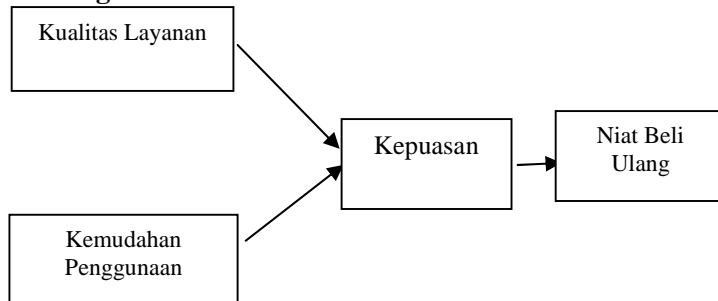 Kualitas Layanan
Kepuasan
Niat Beli
Ulang
Kemudahan
Penggunaan